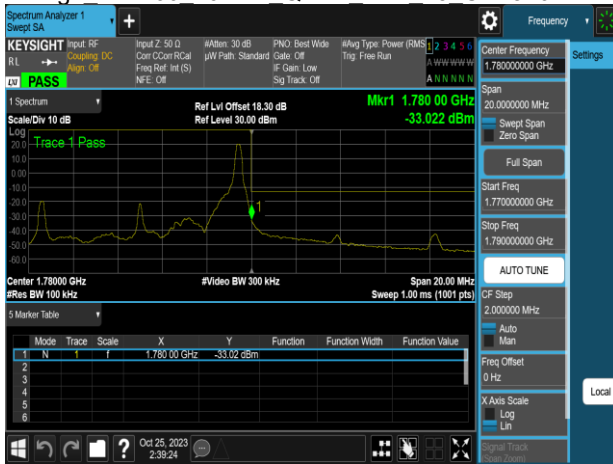 Spectrum Analyzer 1
Swept SA
+
Frequency
KEYSIGHT
RL
LXI
PASS
Input: RF
Coupling: DC
Align: Off
Input Z: 50 Ω
Corr CCorr RCal
Freq Ref: Int (S)
NFE: Off
#Atten: 30 dB
µW Path: Standard
PNO: Best Wide
Gate: Off
IF Gain: Low
Sig Track: Off
#Avg Type: Power (RMS
Trig: Free Run
1 2 3 4 5 6
A W W W W W
A N N N N N
1 Spectrum
Scale/Div 10 dB
Ref Lvl Offset 18.30 dB
Ref Level 30.00 dBm
Mkr1 1.780 00 GHz
-33.022 dBm
Log
Trace 1 Pass
20.0
10.0
0.00
-10.0
-20.0
-30.0
-40.0
-50.0
-60.0
1
Center 1.78000 GHz
#Res BW 100 kHz
#Video BW 300 kHz
Span 20.00 MHz
Sweep 1.00 ms (1001 pts)
5 Marker Table
Mode Trace Scale X Y Function Function Width Function Value
1 N 1 f 1.780 00 GHz -33.02 dBm
2
3
4
5
6
Oct 25, 2023
2:39:24
?
Center Frequency
1.780000000 GHz
Span
20.0000000 MHz
Swept Span
Zero Span
Full Span
Start Freq
1.770000000 GHz
Stop Freq
1.790000000 GHz
AUTO TUNE
CF Step
2.000000 MHz
Auto
Man
Freq Offset
0 Hz
X Axis Scale
Log
Lin
Signal Track
(Span Zoom)
Settings
Local